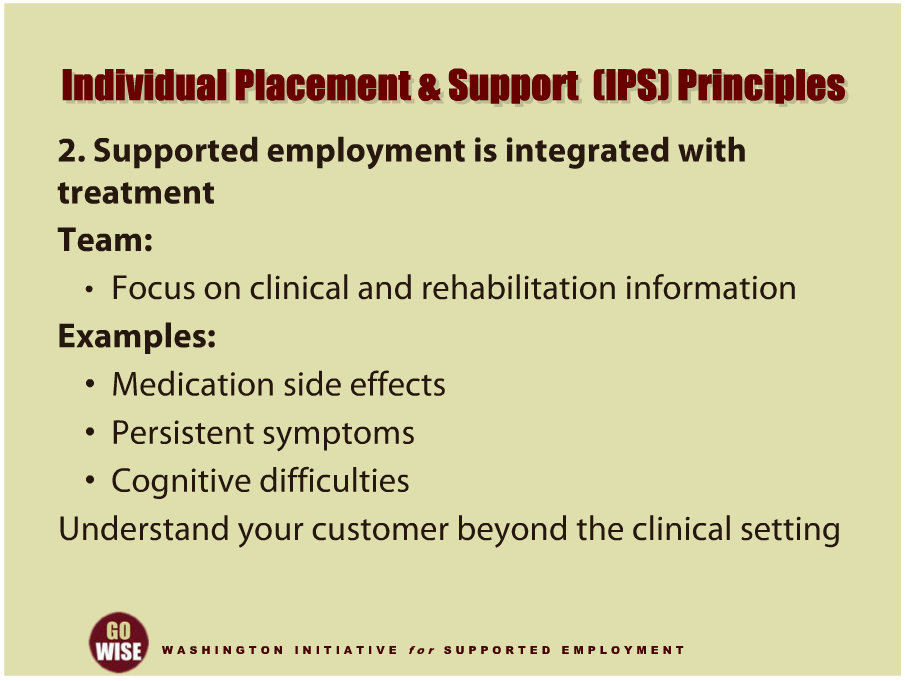 Individual Placement & Support (IPS) Principles
2. Supported employment is integrated with
treatment
Team:
• Focus on clinical and rehabilitation information
Examples:
• Medication side effects
• Persistent symptoms
• Cognitive difficulties
Understand your customer beyond the clinical setting
GO
WISE
WASHINGTON INITIATIVE for SUPPORTED EMPLOYMENT